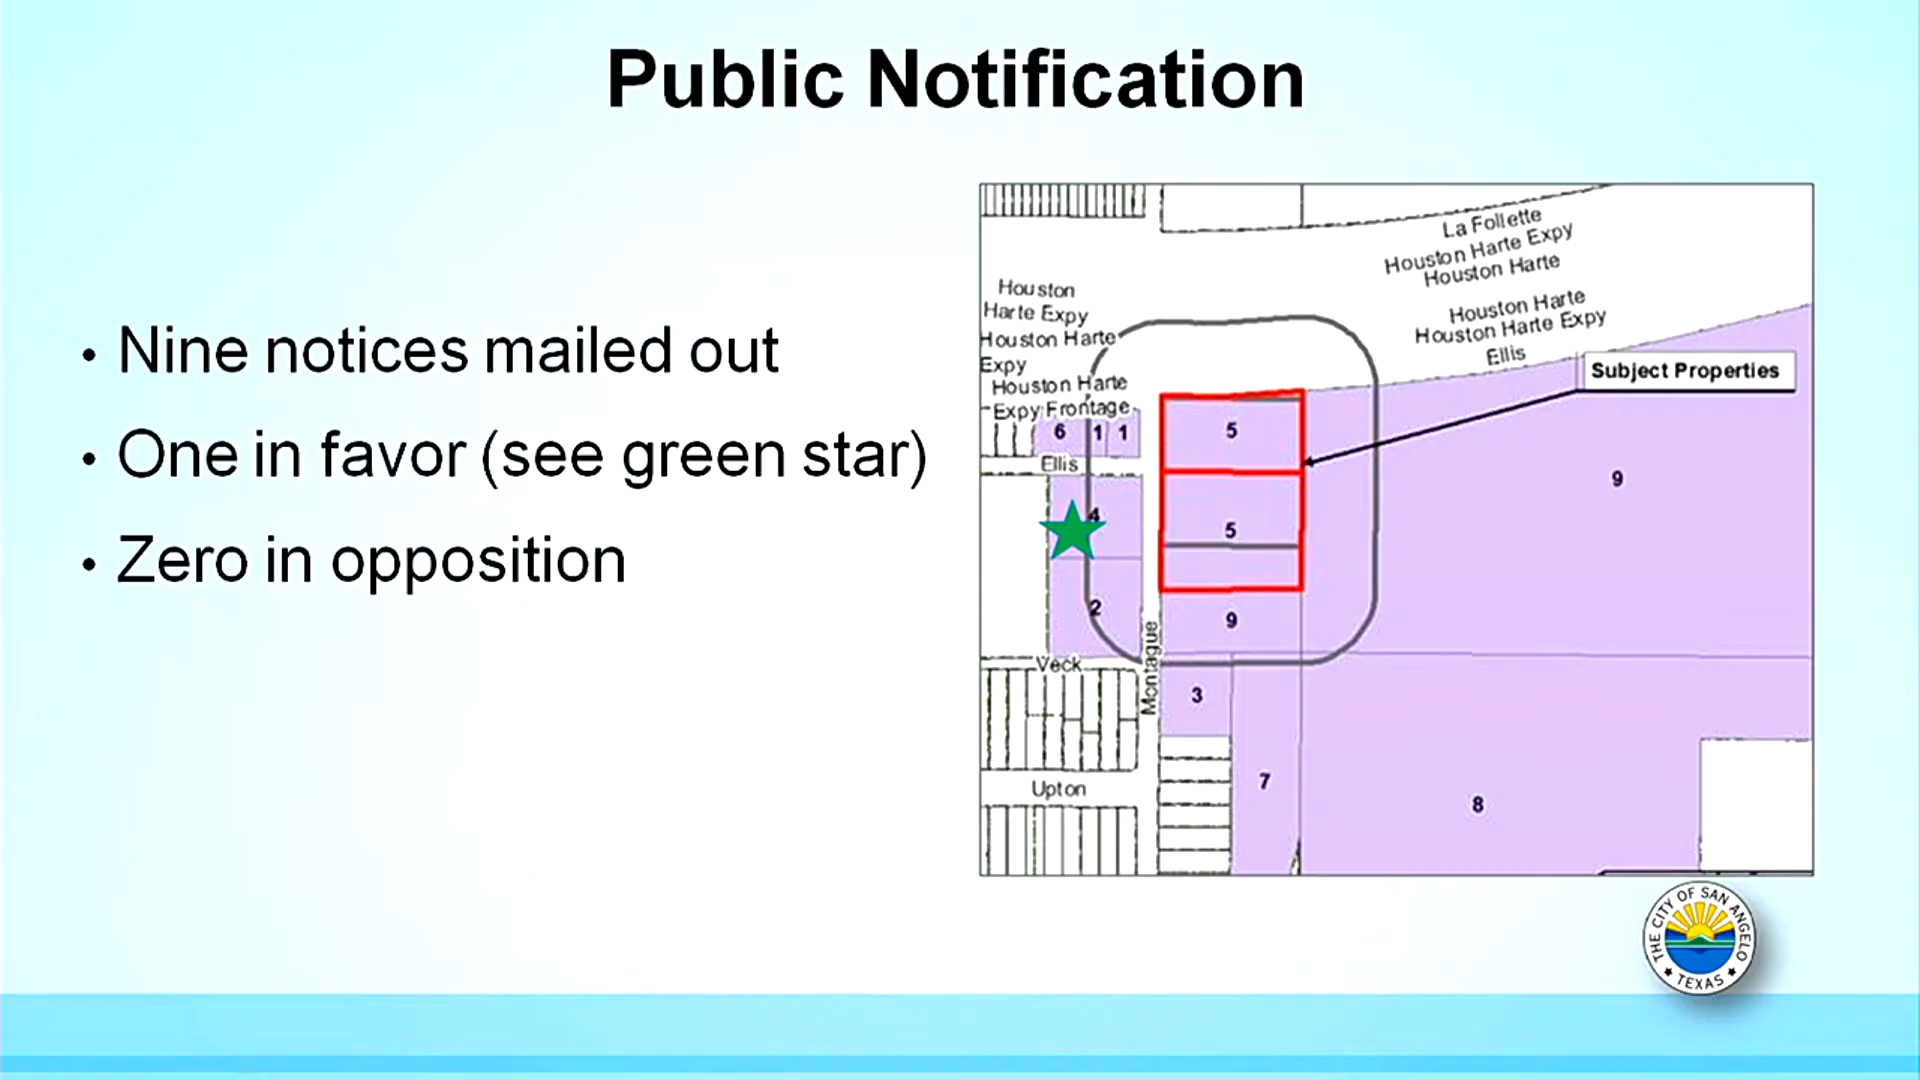 Public Notification
• Nine notices mailed out
• One in favor (see green star)
• Zero in opposition
La Follette
Houston Harte Expy
Houston Harte
Houston Harte
Houston Harte Expy
Ellis
Subject Properties
Houston
Harte Expy
Houston Harte
Expy
Houston Harte
Expy Frontage
6
1
1
5
Ellis
9
4
5
2
9
Montague
Veck
3
7
Upton
8
THE CITY OF SAN ANGELO
TEXAS